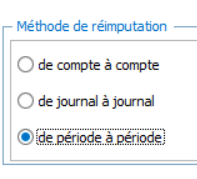 Méthode de réimputation
de compte à compte
de journal à journal
de période à période